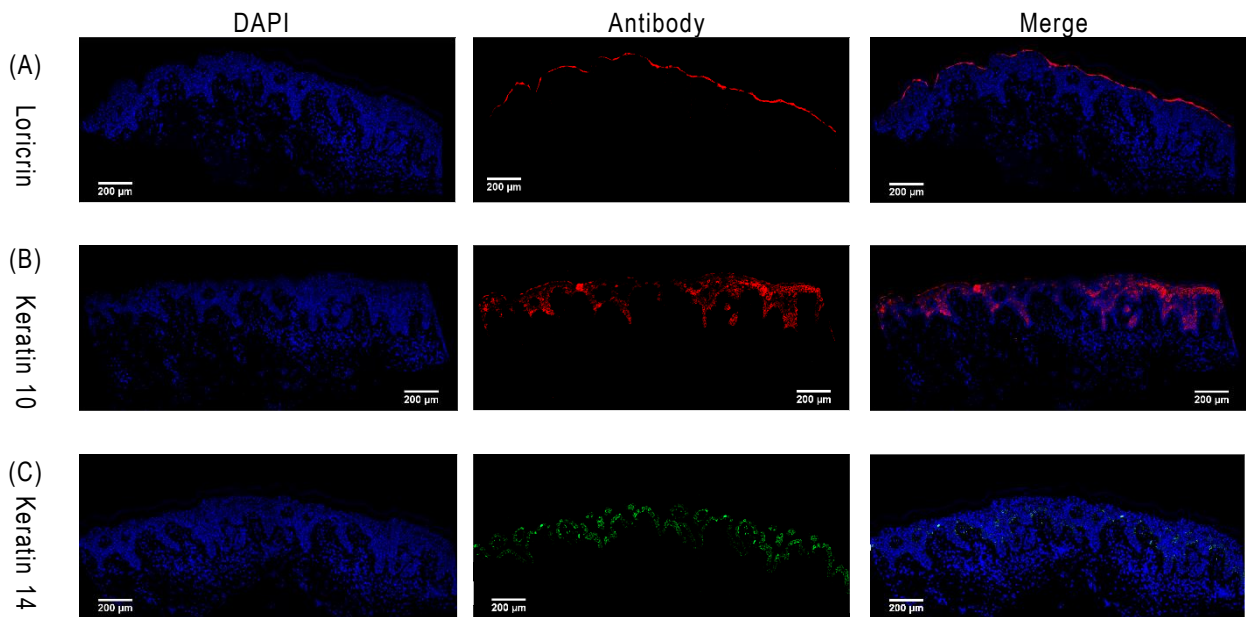 DAPI
Antibody
Merge
(A)
Loricrin
200 µm
200 µm
200 µm
(B)
Keratin 10
200 µm
200 µm
200 µm
(C)
Keratin 14
200 µm
200 µm
200 µm